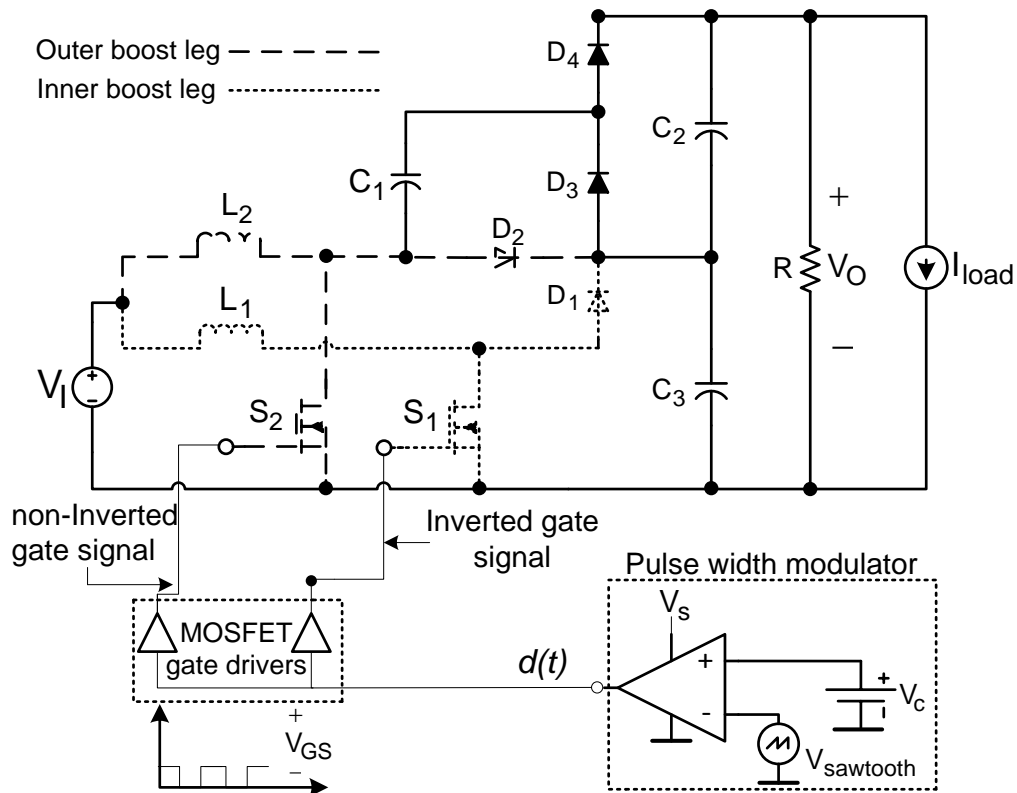 Outer boost leg
Inner boost leg
D4
C2
C1
D3
L2
D2
+
R
VO
Iload
D1
L1
−
VI
+
−
C3
S2
S1
non-Inverted
gate signal
Inverted gate
signal
Pulse width modulator
MOSFET
gate drivers
d(t)
Vs
+
-
+
Vc
Vsawtooth
+
VGS
−